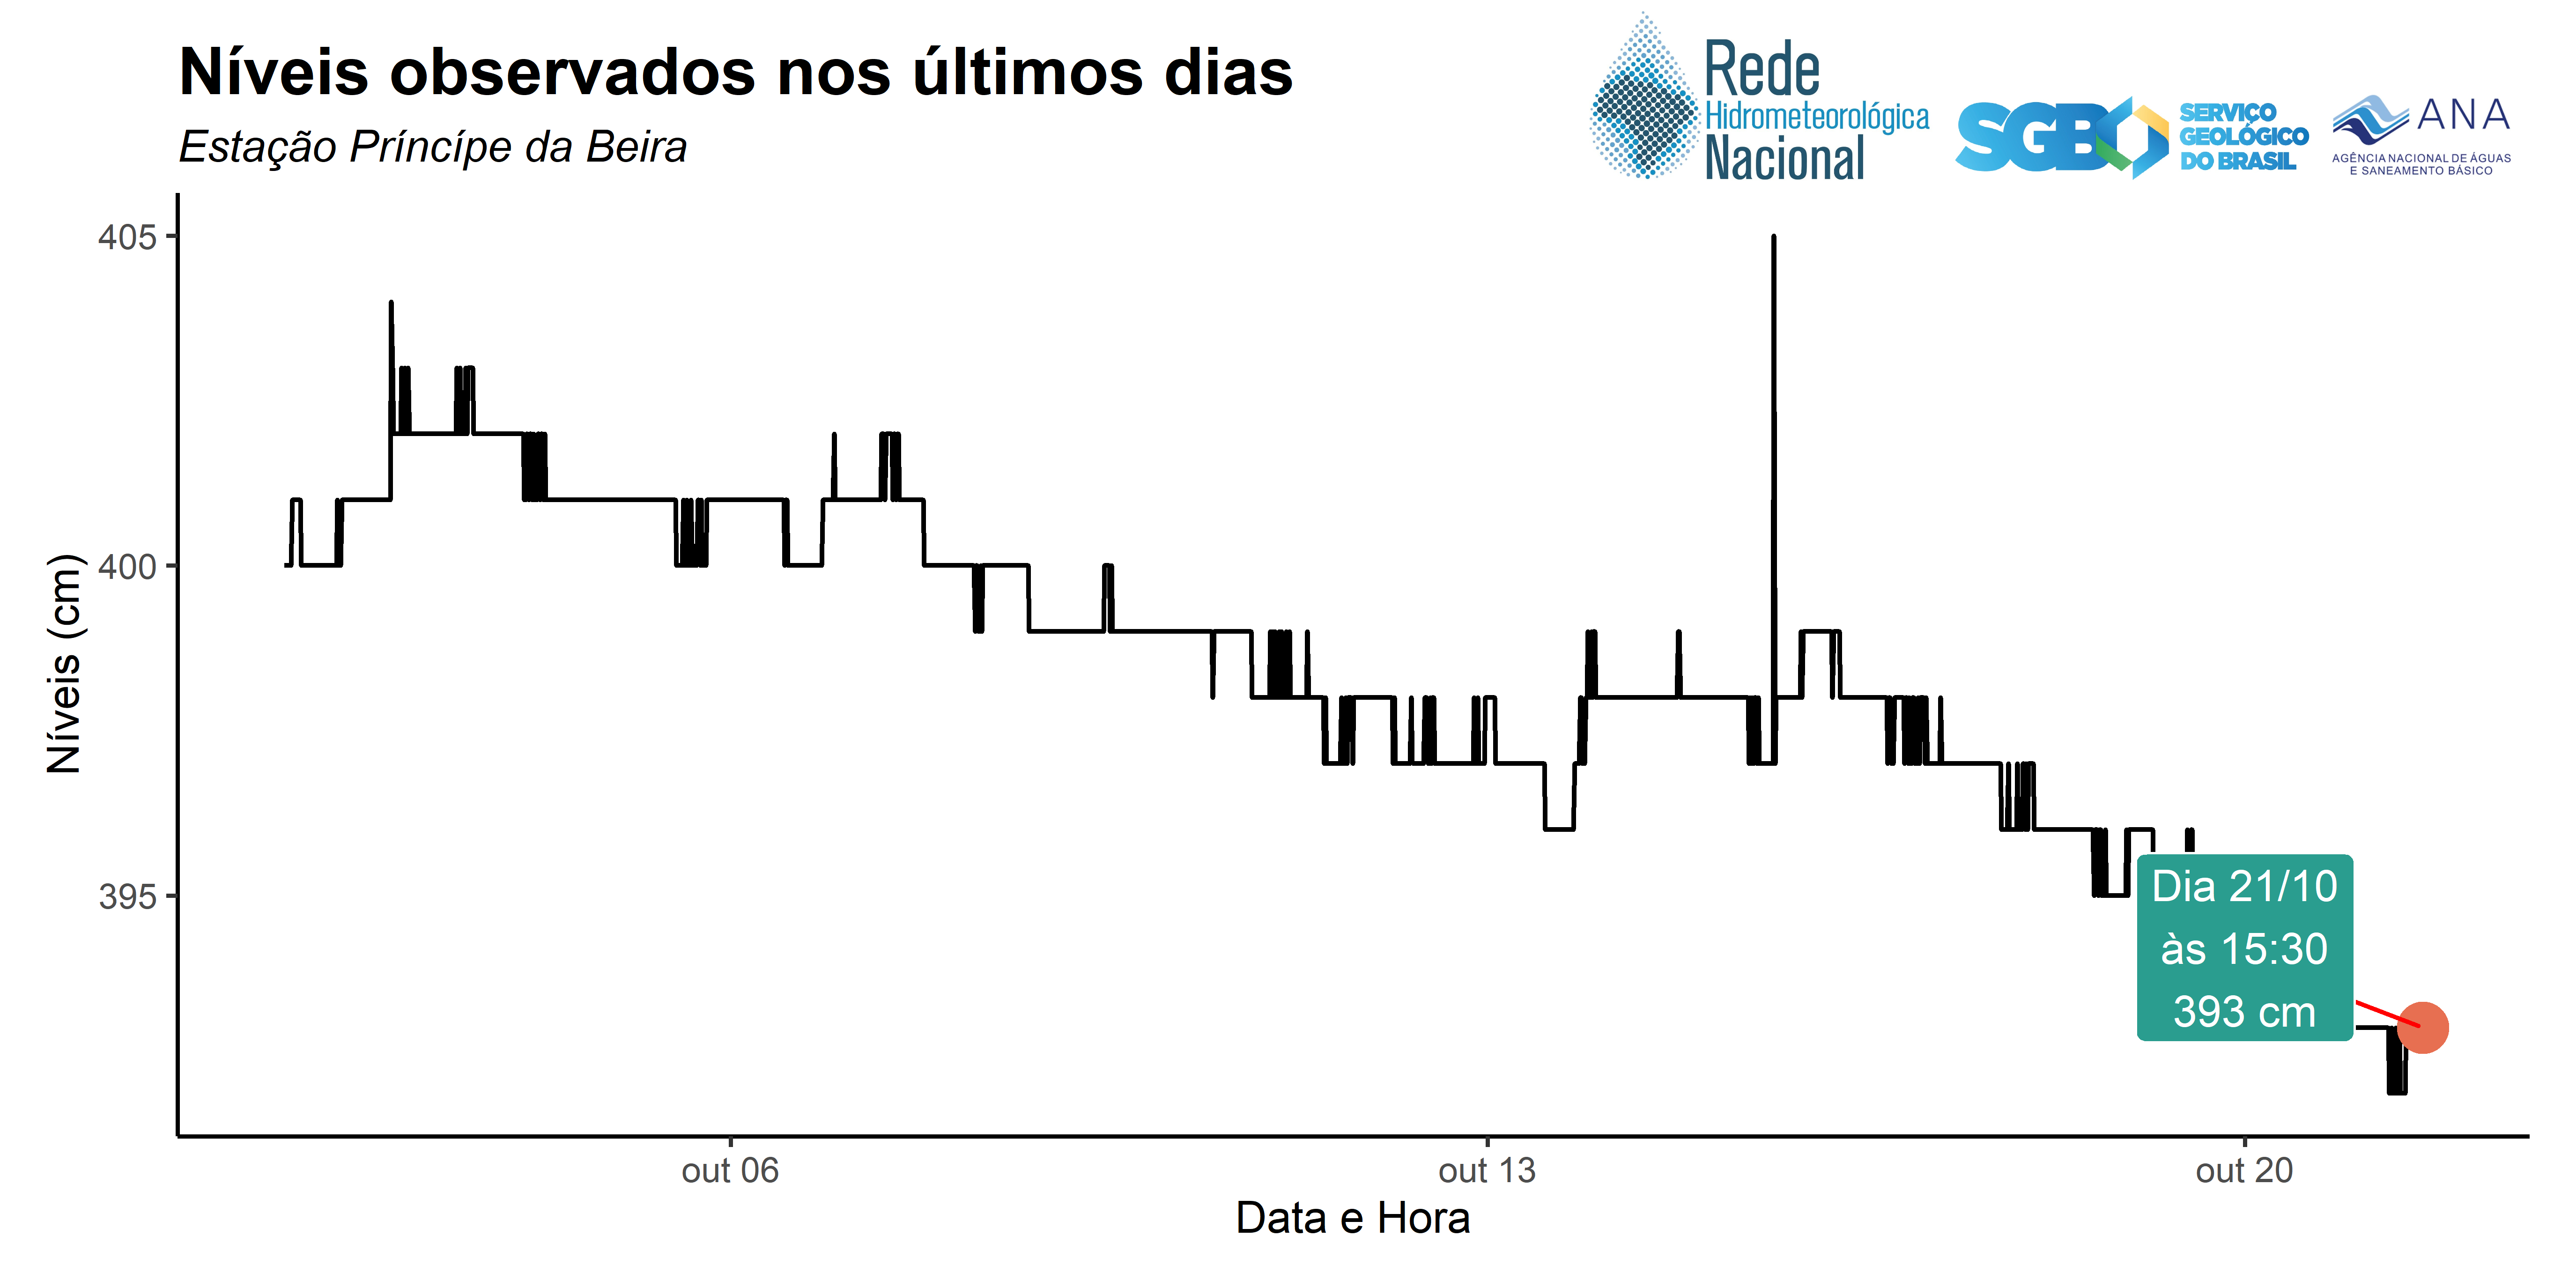 Níveis observados nos últimos dias
Estação Príncípe da Beira
Rede
Hidrometeorológica
Nacional
SGB
SERVIÇO
GEOLÓGICO
DO BRASIL
ANA
AGÊNCIA NACIONAL DE ÁGUAS
E SANEAMENTO BÁSICO
Níveis (cm)
405
400
395
Dia 21/10
às 15:30
393 cm
out 06
out 13
out 20
Data e Hora